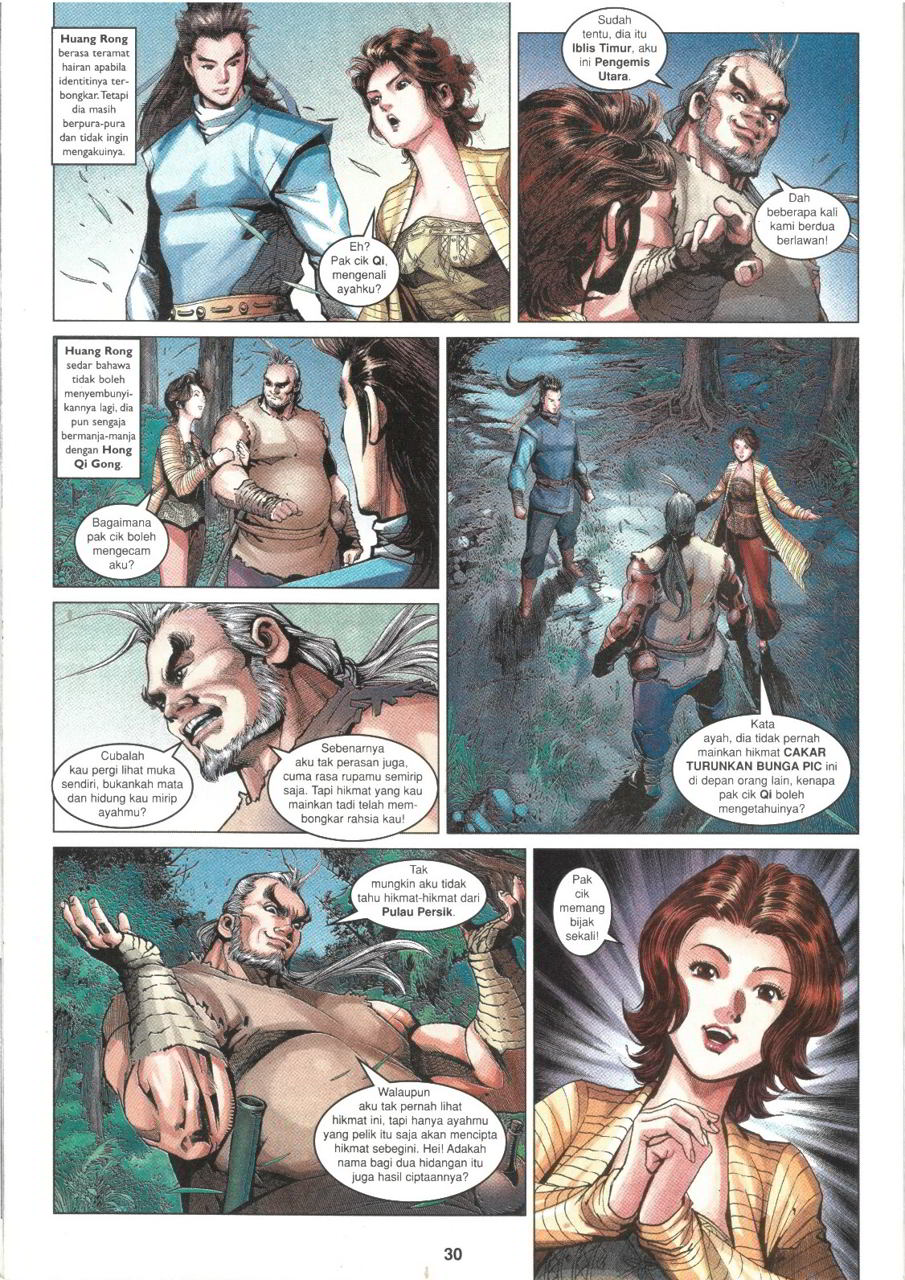 Huang Rong
berasa teramat
hairan apabila
identitinya ter-
bongkar. Tetapi
dia masih
berpura-pura
dan tidak ingin
mengakuinya.
Eh?
Pak cik Qi,
mengenali
ayahku?
Sudah
tentu, dia itu
Iblis Timur, aku
ini Pengemis
Utara.
Dah
beberapa kali
kami berdua
berlawan!
Huang Rong
sedar bahawa
tidak boleh
menyembunyi-
kannya lagi, dia
pun sengaja
bermanja-manja
dengan Hong
Qi Gong.
Bagaimana
pak cik boleh
mengecam
aku?
Cubalah
kau pergi lihat muka
sendiri, bukankah mata
dan hidung kau mirip
ayahmu?
Sebenarnya
aku tak perasan juga,
cuma rasa rupamu semirip
saja. Tapi hikmat yang kau
mainkan tadi telah mem-
bongkar rahsia kau!
Kata
ayah, dia tidak pernah
mainkan hikmat CAKAR
TURUNKAN BUNGA PIC ini
di depan orang lain, kenapa
pak cik Qi boleh
mengetahuinya?
Tak
mungkin aku tidak
tahu hikmat-hikmat dari
Pulau Persik.
Walaupun
aku tak pernah lihat
hikmat ini, tapi hanya ayahmu
yang pelik itu saja akan mencipta
hikmat sebegini. Hei! Adakah
nama bagi dua hidangan itu
juga hasil ciptaannya?
Pak
cik
memang
bijak
sekali!
30